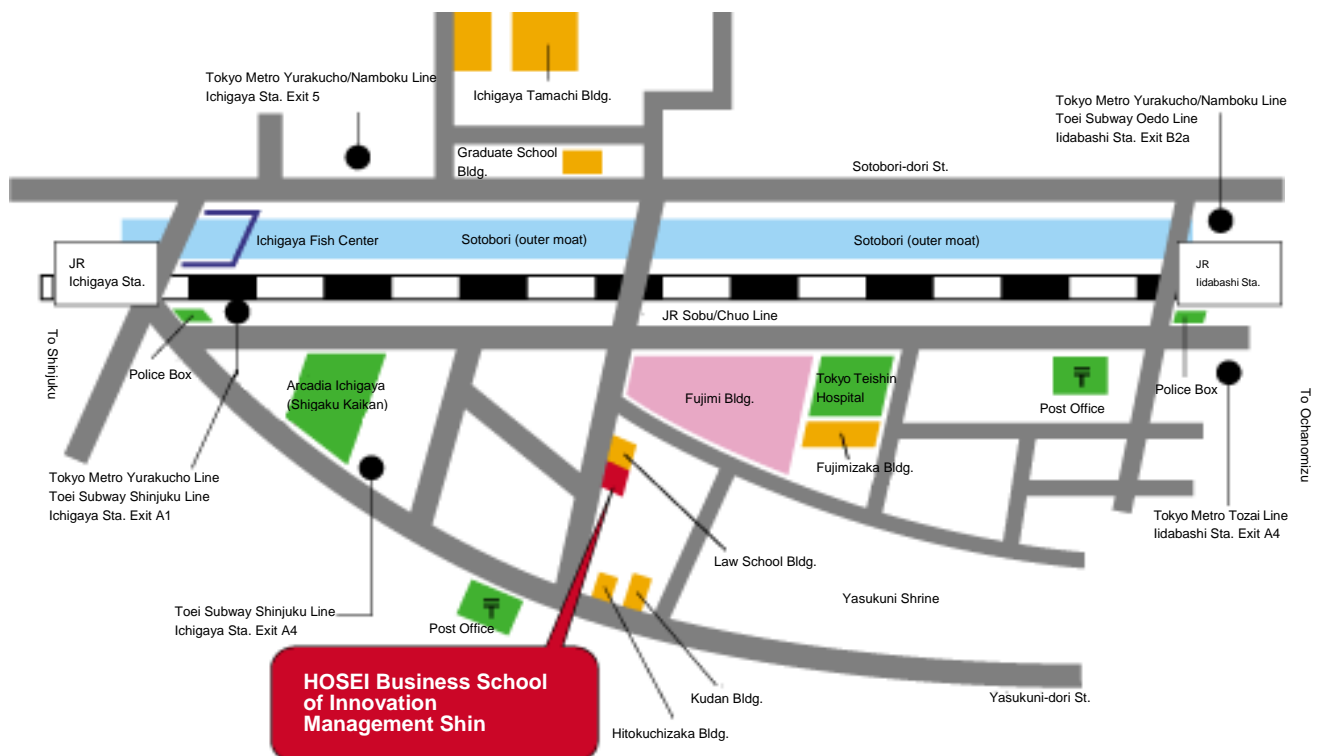 Tokyo Metro Yurakucho/Namboku Line
Ichigaya Sta. Exit 5
Ichigaya Tamachi Bldg.
Tokyo Metro Yurakucho/Namboku Line
Toei Subway Oedo Line
Iidabashi Sta. Exit B2a
Graduate School
Bldg.
Sotobori-dori St.
Ichigaya Fish Center
Sotobori (outer moat)
Sotobori (outer moat)
JR
Ichigaya Sta.
JR
Iidabashi Sta.
JR Sobu/Chuo Line
To Shinjuku
Police Box
Arcadia Ichigaya
(Shigaku Kaikan)
Fujimi Bldg.
Tokyo Teishin
Hospital
〒
Post Office
Police Box
To Ochanomizu
Fujimizaka Bldg.
Tokyo Metro Yurakucho Line
Toei Subway Shinjuku Line
Ichigaya Sta. Exit A1
Tokyo Metro Tozai Line
Iidabashi Sta. Exit A4
Law School Bldg.
Yasukuni Shrine
Toei Subway Shinjuku Line
Ichigaya Sta. Exit A4
〒
Post Office
HOSEI Business School
of Innovation
Management Shin
Kudan Bldg.
Yasukuni-dori St.
Hitokuchizaka Bldg.